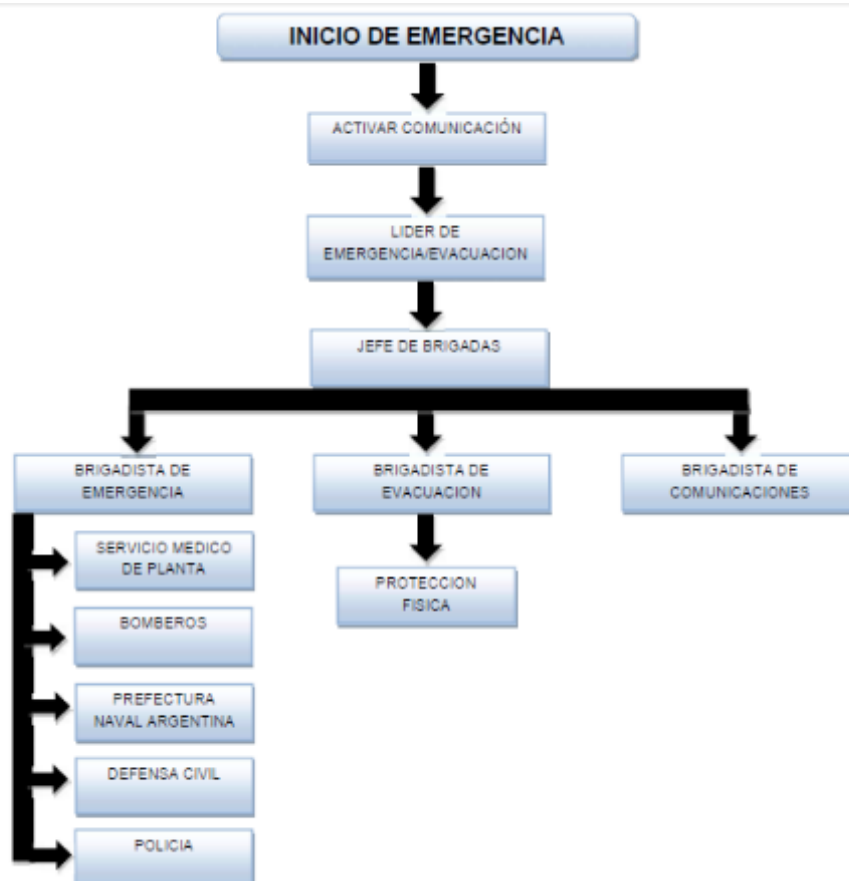 INICIO DE EMERGENCIA
ACTIVAR COMUNICACIÓN
LIDER DE
EMERGENCIA/EVACUACION
JEFE DE BRIGADAS
BRIGADISTA DE
EMERGENCIA
SERVICIO MEDICO
DE PLANTA
BOMBEROS
PREFECTURA
NAVAL ARGENTINA
DEFENSA CIVIL
POLICIA
BRIGADISTA DE
EVACUACION
PROTECCION
FISICA
BRIGADISTA DE
COMUNICACIONES